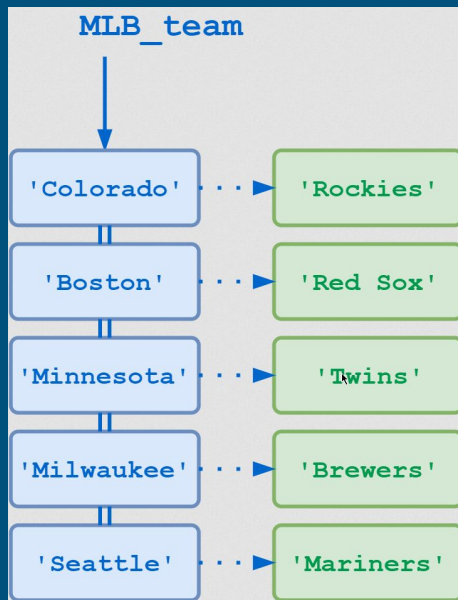 MLB_team
'Colorado' 'Rockies'
'Boston' 'Red Sox'
'Minnesota' 'Twins'
'Milwaukee' 'Brewers'
'Seattle' 'Mariners'